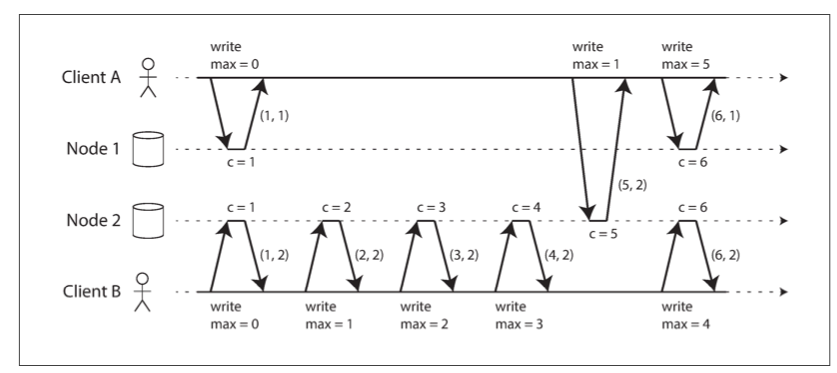 write
max = 0
write
max = 1
write
max = 5
Client A
(1, 1)
(6, 1)
Node 1
c = 1
c = 6
(5, 2)
c = 1
c = 2
c = 3
c = 4
c = 6
Node 2
c = 5
(1, 2)
(2, 2)
(3, 2)
(4, 2)
(6, 2)
Client B
write
max = 0
write
max = 1
write
max = 2
write
max = 3
write
max = 4